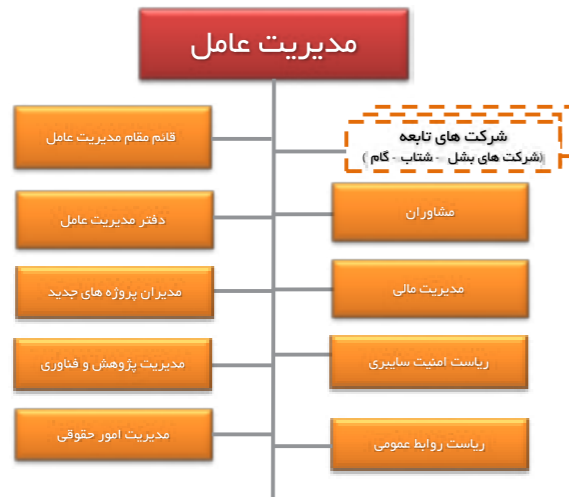 مدیریت عامل
شرکت های تابعه
(شرکت های بشل - شتاب - گام )
قائم مقام مدیریت عامل
مشاوران
دفتر مدیریت عامل
مدیریت مالی
مدیران پروژه های جدید
ریاست امنیت سایبری
مدیریت پژوهش و فناوری
ریاست روابط عمومی
مدیریت امور حقوقی